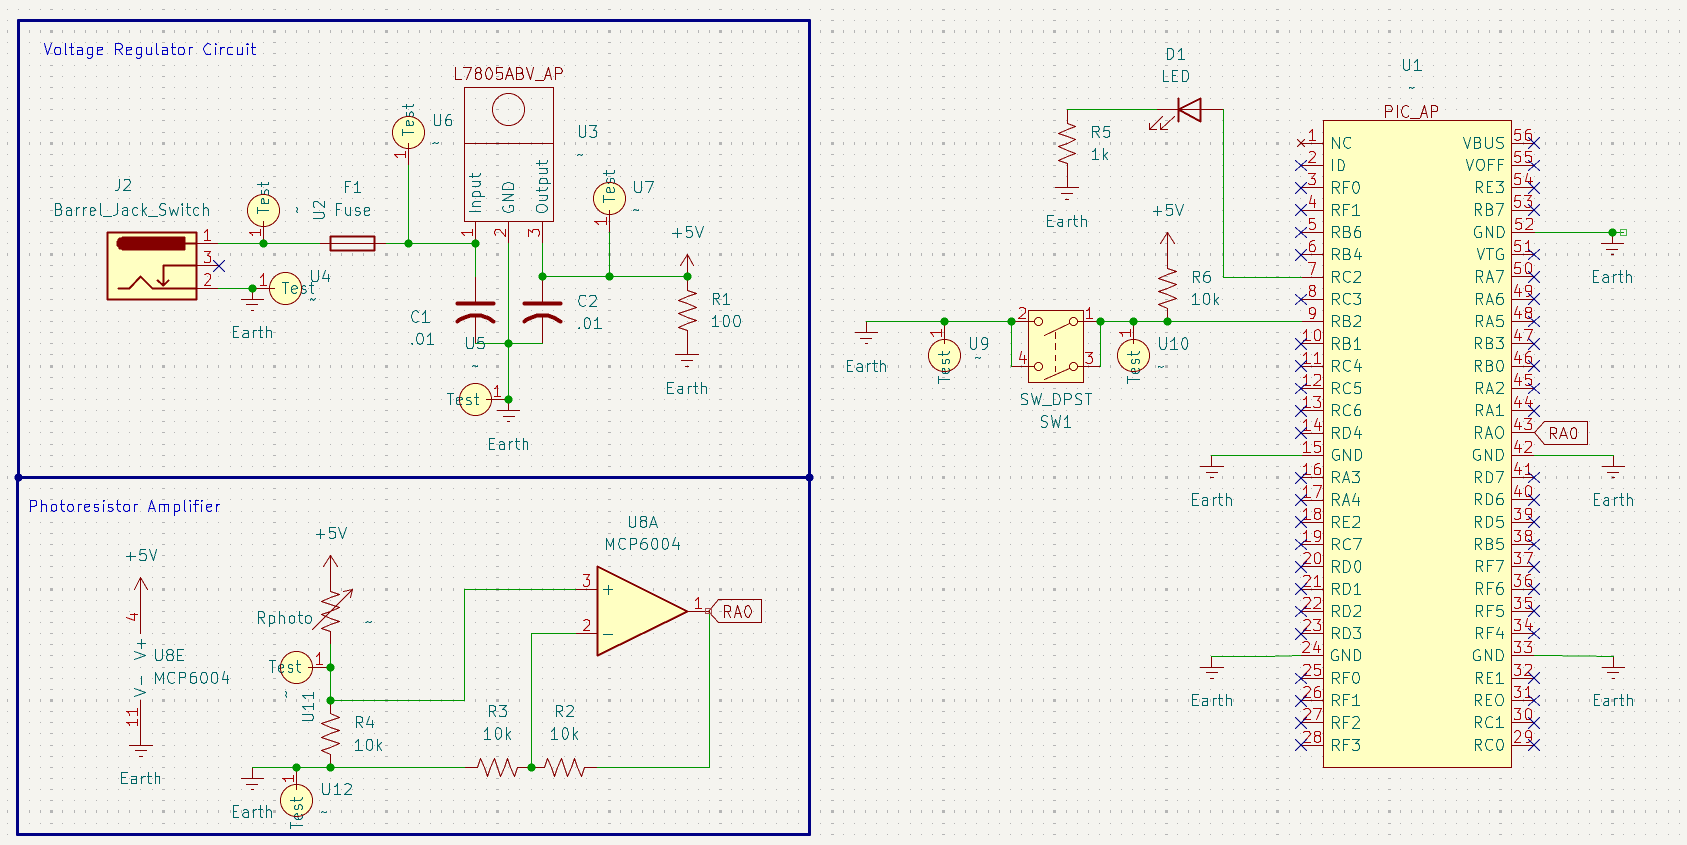 Voltage Regulator Circuit
L7805ABV_AP
U3
~
Input
GND
Output
1
2
3
Test
U6
~
1
J2
Barrel_Jack_Switch
1
3
2
Test
1
~
U2
F1
Fuse
Test
1
U4
~
Earth
Test
U7
~
1
+5V
C1
.01
C2
.01
R1
100
Earth
U5
~
Test
1
Earth
Photoresistor Amplifier
+5V
4
V+
V-
11
U8E
MCP6004
Earth
+5V
Rphoto
~
Test
1
~
U11
R4
10k
R3
10k
R2
10k
Earth
1
Test
U12
~
U8A
MCP6004
3
+
2
−
1
RA0
D1
LED
R5
1k
Earth
+5V
R6
10k
Earth
1
Test
U9
~
2
1
4
3
SW_DPST
SW1
1
Test
U10
~
U1
~
PIC_AP
1 NC
2 ID
3 RF0
4 RF1
5 RB6
6 RB4
7 RC2
8 RC3
9 RB2
10 RB1
11 RC4
12 RC5
13 RC6
14 RD4
15 GND
16 RA3
17 RA4
18 RE2
19 RC7
20 RD0
21 RD1
22 RD2
23 RD3
24 GND
25 RF0
26 RF1
27 RF2
28 RF3
VBUS 56
VOFF 55
RE3 54
RB7 53
GND 52
VTG 51
RA7 50
RA6 49
RA5 48
RB3 47
RB0 46
RA2 45
RA1 44
RA0 43
GND 42
RD7 41
RD6 40
RD5 39
RB5 38
RF7 37
RF6 36
RF5 35
RF4 34
GND 33
RE1 32
RE0 31
RC1 30
RC0 29
RA0
Earth
Earth
Earth
Earth
Earth